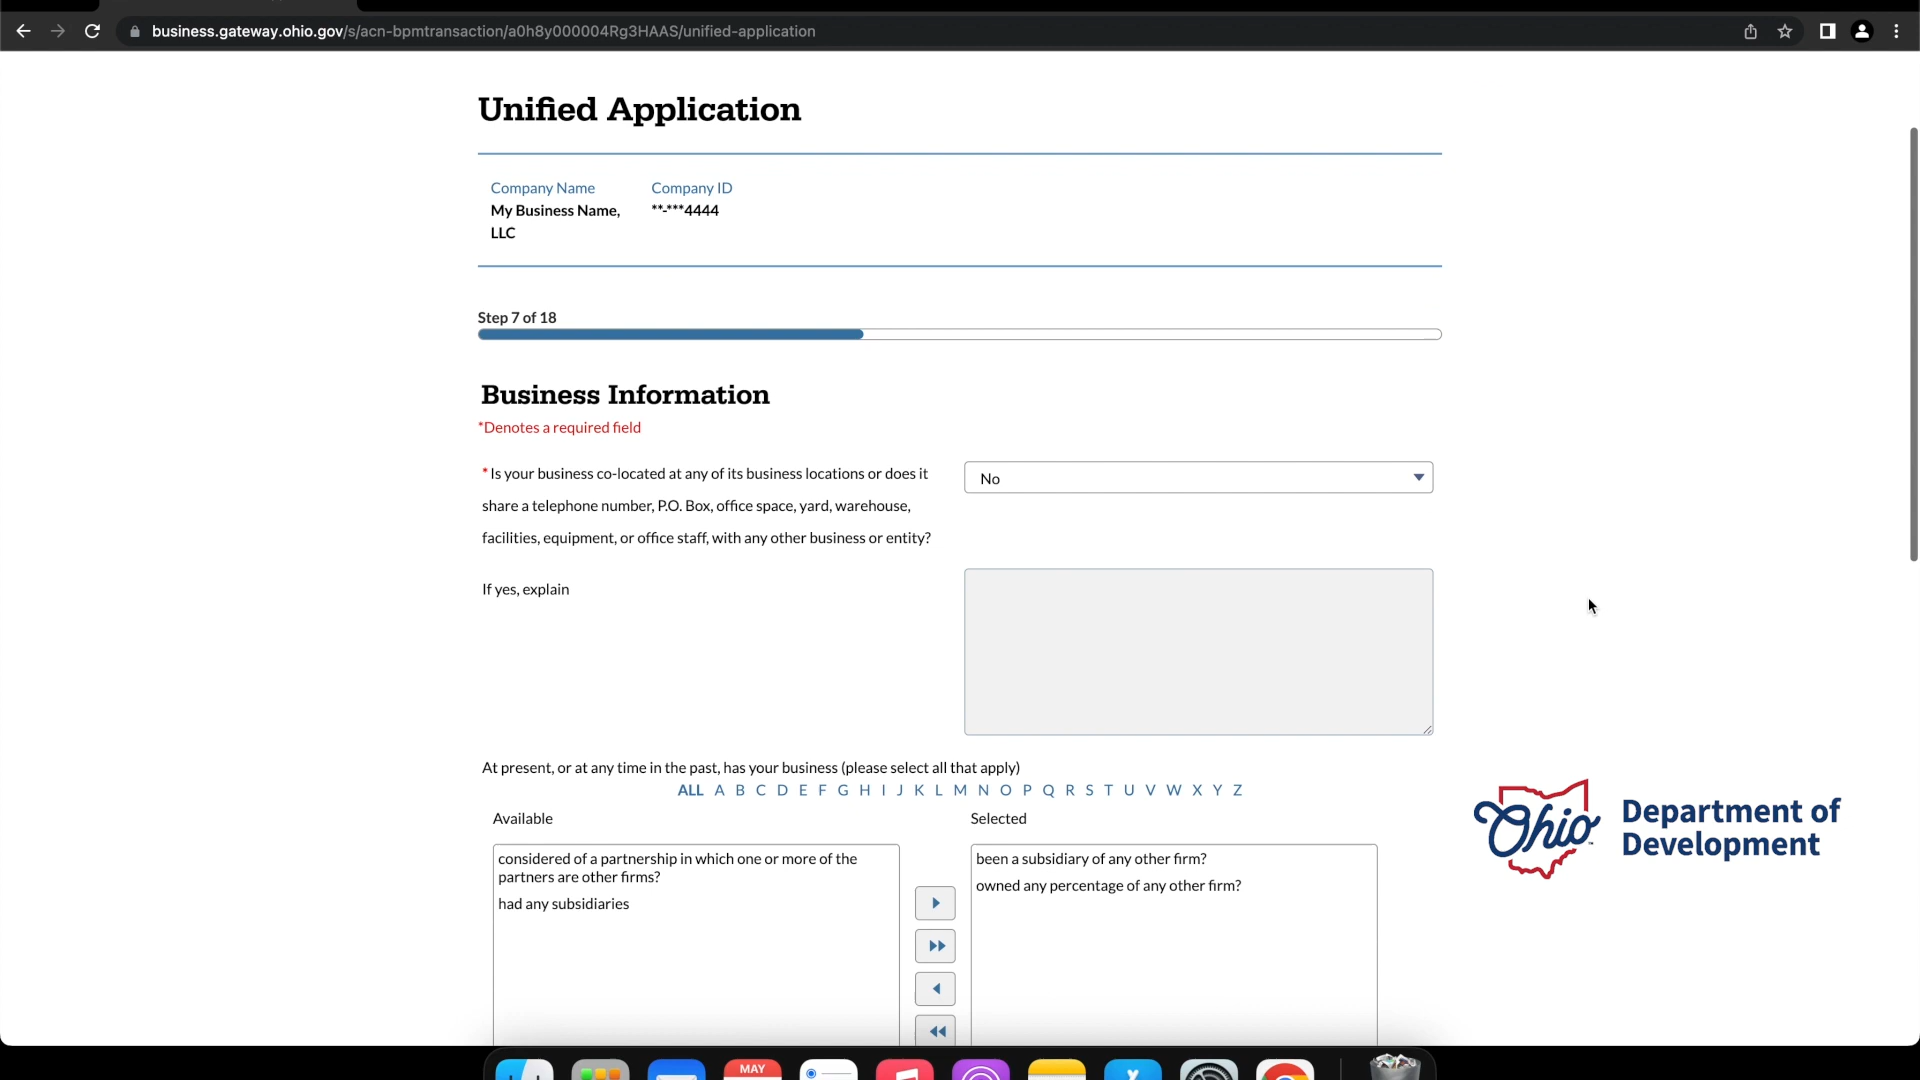 business.gateway.ohio.gov/s/acn-bpmtransaction/a0h8y000004Rg3HAAS/unified-application
Unified Application
Company Name
Company ID
My Business Name,
LLC
**-***4444
Step 7 of 18
Business Information
*Denotes a required field
* Is your business co-located at any of its business locations or does it
share a telephone number, P.O. Box, office space, yard, warehouse,
facilities, equipment, or office staff, with any other business or entity?
No
If yes, explain
At present, or at any time in the past, has your business (please select all that apply)
ALL A B C D E F G H I J K L M N O P Q R S T U V W X Y Z
Available
Selected
considered of a partnership in which one or more of the
partners are other firms?
had any subsidiaries
been a subsidiary of any other firm?
owned any percentage of any other firm?
Ohio
Department of
Development
MAY